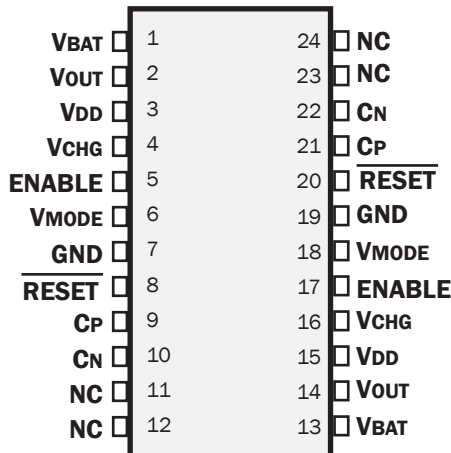 VBAT 1 24 NC
VOUT 2 23 NC
VDD 3 22 CN
VCHG 4 21 CP
ENABLE 5 20 RESET
VMODE 6 19 GND
GND 7 18 VMODE
RESET 8 17 ENABLE
CP 9 16 VCHG
CN 10 15 VDD
NC 11 14 VOUT
NC 12 13 VBAT